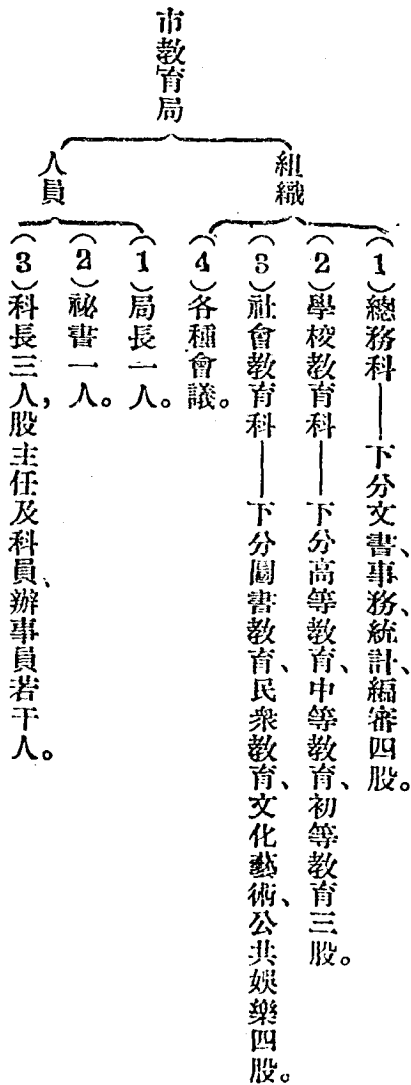 市教育局
組織
(1)總務科——下分文書、事務、統計、編審四股。
(2)學校教育科——下分高等教育、中等教育、初等教育三股。
(3)社會教育科——下分圖書教育、民衆教育、文化藝術、公共娛樂四股。
(4)各種會議。
人員
(1)局長一人。
(2)祕書一人。
(3)科長三人,股主任及科員、辦事員若干人。